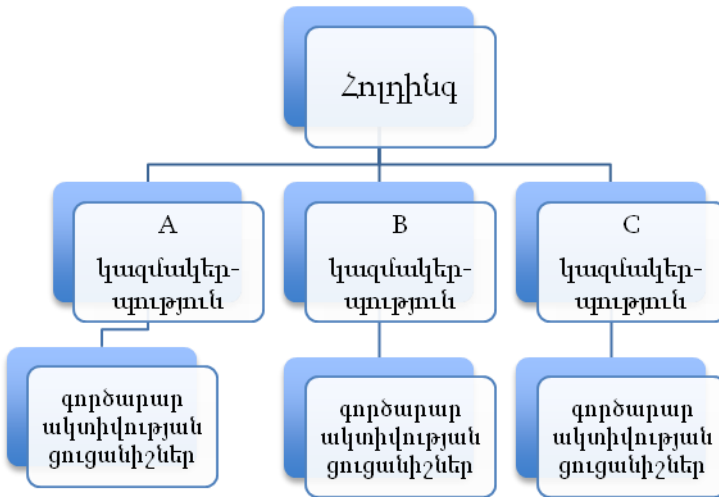 Հոլդինգ
A
կազմակեր-
պություն
B
կազմակեր-
պություն
C
կազմակեր-
պություն
գործարար
ակտիվության
ցուցանիշներ
գործարար
ակտիվության
ցուցանիշներ
գործարար
ակտիվության
ցուցանիշներ